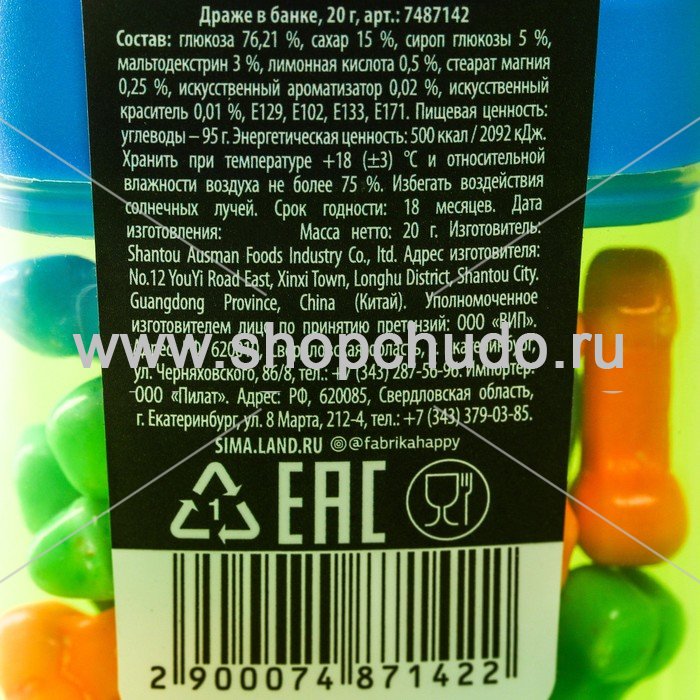 Драже в банке, 20 г, арт.: 7487142
Состав: глюкоза 76,21 %, сахар 15 %, сироп глюкозы 5 %,
мальтодекстрин 3 %, лимонная кислота 0,5 %, стеарат магния
0,25 %, искусственный ароматизатор 0,02 %, искусственный
краситель 0,01 %, Е129, Е102, Е133, Е171. Пищевая ценность:
углеводы – 95 г. Энергетическая ценность: 500 ккал / 2092 кДж.
Хранить при температуре +18 (±3) °С и относительной
влажности воздуха не более 75 %. Избегать воздействия
солнечных лучей. Срок годности: 18 месяцев. Дата
изготовления: Масса нетто: 20 г. Изготовитель:
Shantou Ausman Foods Industry Co., ltd. Адрес изготовителя:
No.12 YouYi Road East, Xinxi Town, Longhu District, Shantou City.
Guangdong Province, China (Китай). Уполномоченное
изготовителем лицо по принятию претензий: ООО «ВИП».
www.shopchudo.ru
ул. Черняховского, 86/8, тел.: +7 (343) 287-56-96. Импортер:
ООО «Пилат». Адрес: РФ, 620085, Свердловская область,
г. Екатеринбург, ул. 8 Марта, 212-4, тел.: +7 (343) 379-03-85.
SIMA.LAND.RU @fabrikahappy
1 EAC
2 900074 871422